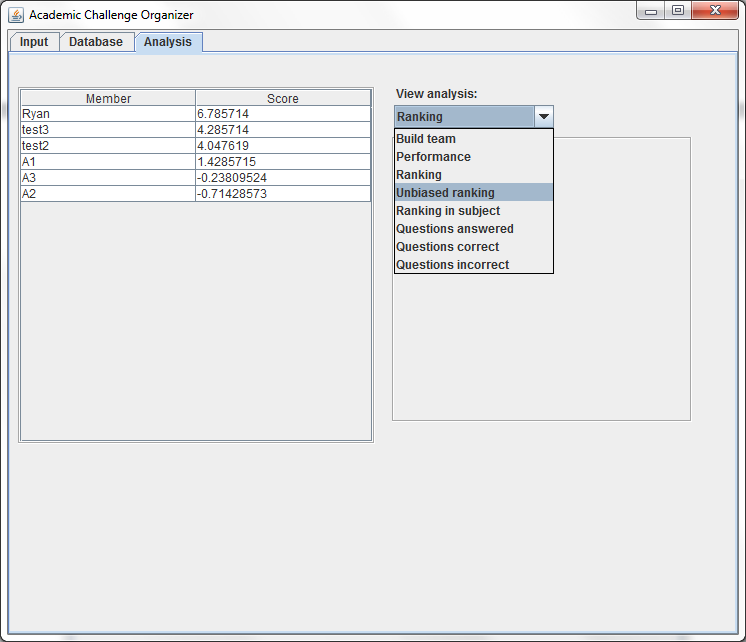 Academic Challenge Organizer
Input Database Analysis
View analysis:
Member Score
Ryan 6.785714
test3 4.285714
test2 4.047619
A1 1.4285715
A3 -0.23809524
A2 -0.71428573
Ranking
Build team
Performance
Ranking
Unbiased ranking
Ranking in subject
Questions answered
Questions correct
Questions incorrect